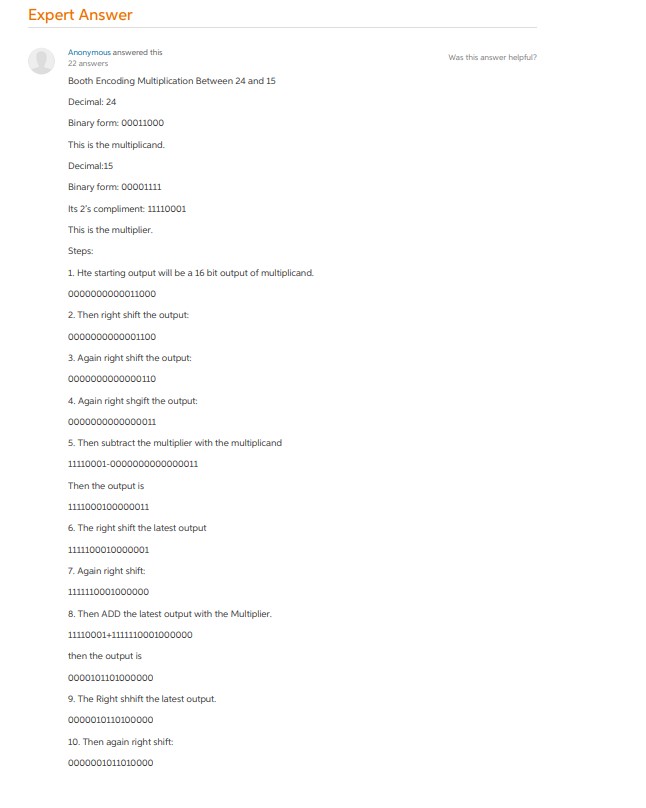 Expert Answer
Anonymous answered this
22 answers
Was this answer helpful?
Booth Encoding Multiplication Between 24 and 15
Decimal: 24
Binary form: 00011000
This is the multiplicand.
Decimal:15
Binary form: 00001111
Its 2's compliment: 11110001
This is the multiplier.
Steps:
1. Hte starting output will be a 16 bit output of multiplicand.
0000000000011000
2. Then right shift the output:
0000000000001100
3. Again right shift the output:
0000000000000110
4. Again right shgift the output:
0000000000000011
5. Then subtract the multiplier with the multiplicand
11110001-0000000000000011
Then the output is
1111000100000011
6. The right shift the latest output
1111100010000001
7. Again right shift:
1111110001000000
8. Then ADD the latest output with the Multiplier.
11110001+1111110001000000
then the output is
0000101101000000
9. The Right shhift the latest output.
0000010110100000
10. Then again right shift:
0000001011010000